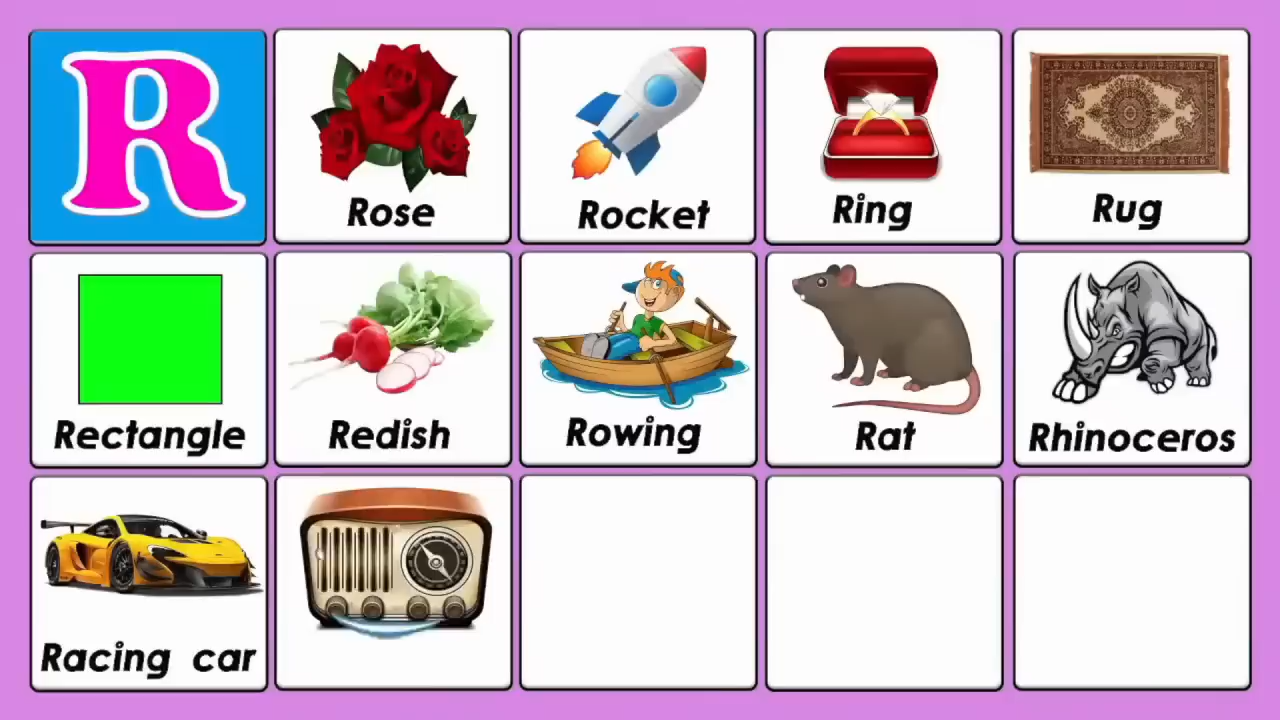 R
Rose
Rocket
Ring
Rug
Rectangle
Redish
Rowing
Rat
Rhinoceros
Racing car